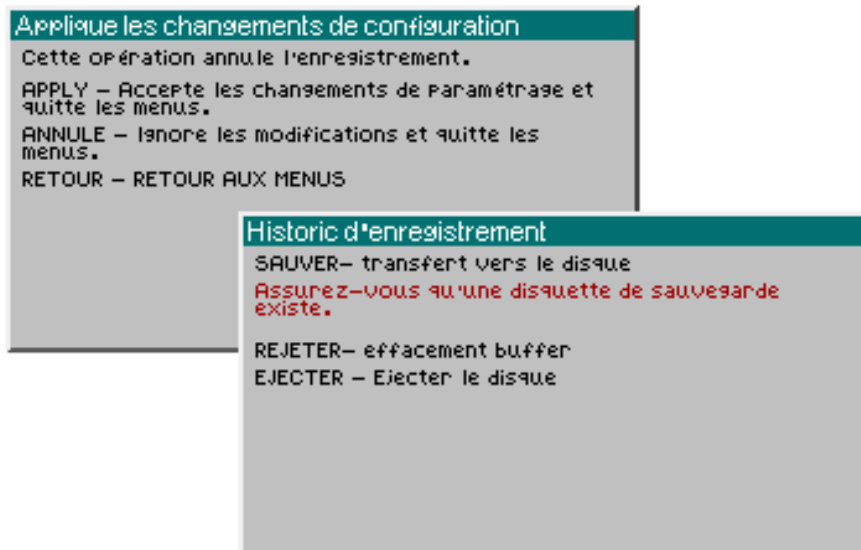 Applique les changements de configuration
Cette opération annule l'enregistrement.
APPLY – Accepte les changements de paramétrage et
quitte les menus.
ANNULE – Ignore les modifications et quitte les
menus.
RETOUR – RETOUR AUX MENUS
Historic d'enregistrement
SAUVER– transfert vers le disque
Assurez-vous qu'une disquette de sauvegarde
existe.
REJETER– effacement buffer
EJECTER – Ejecter le disque